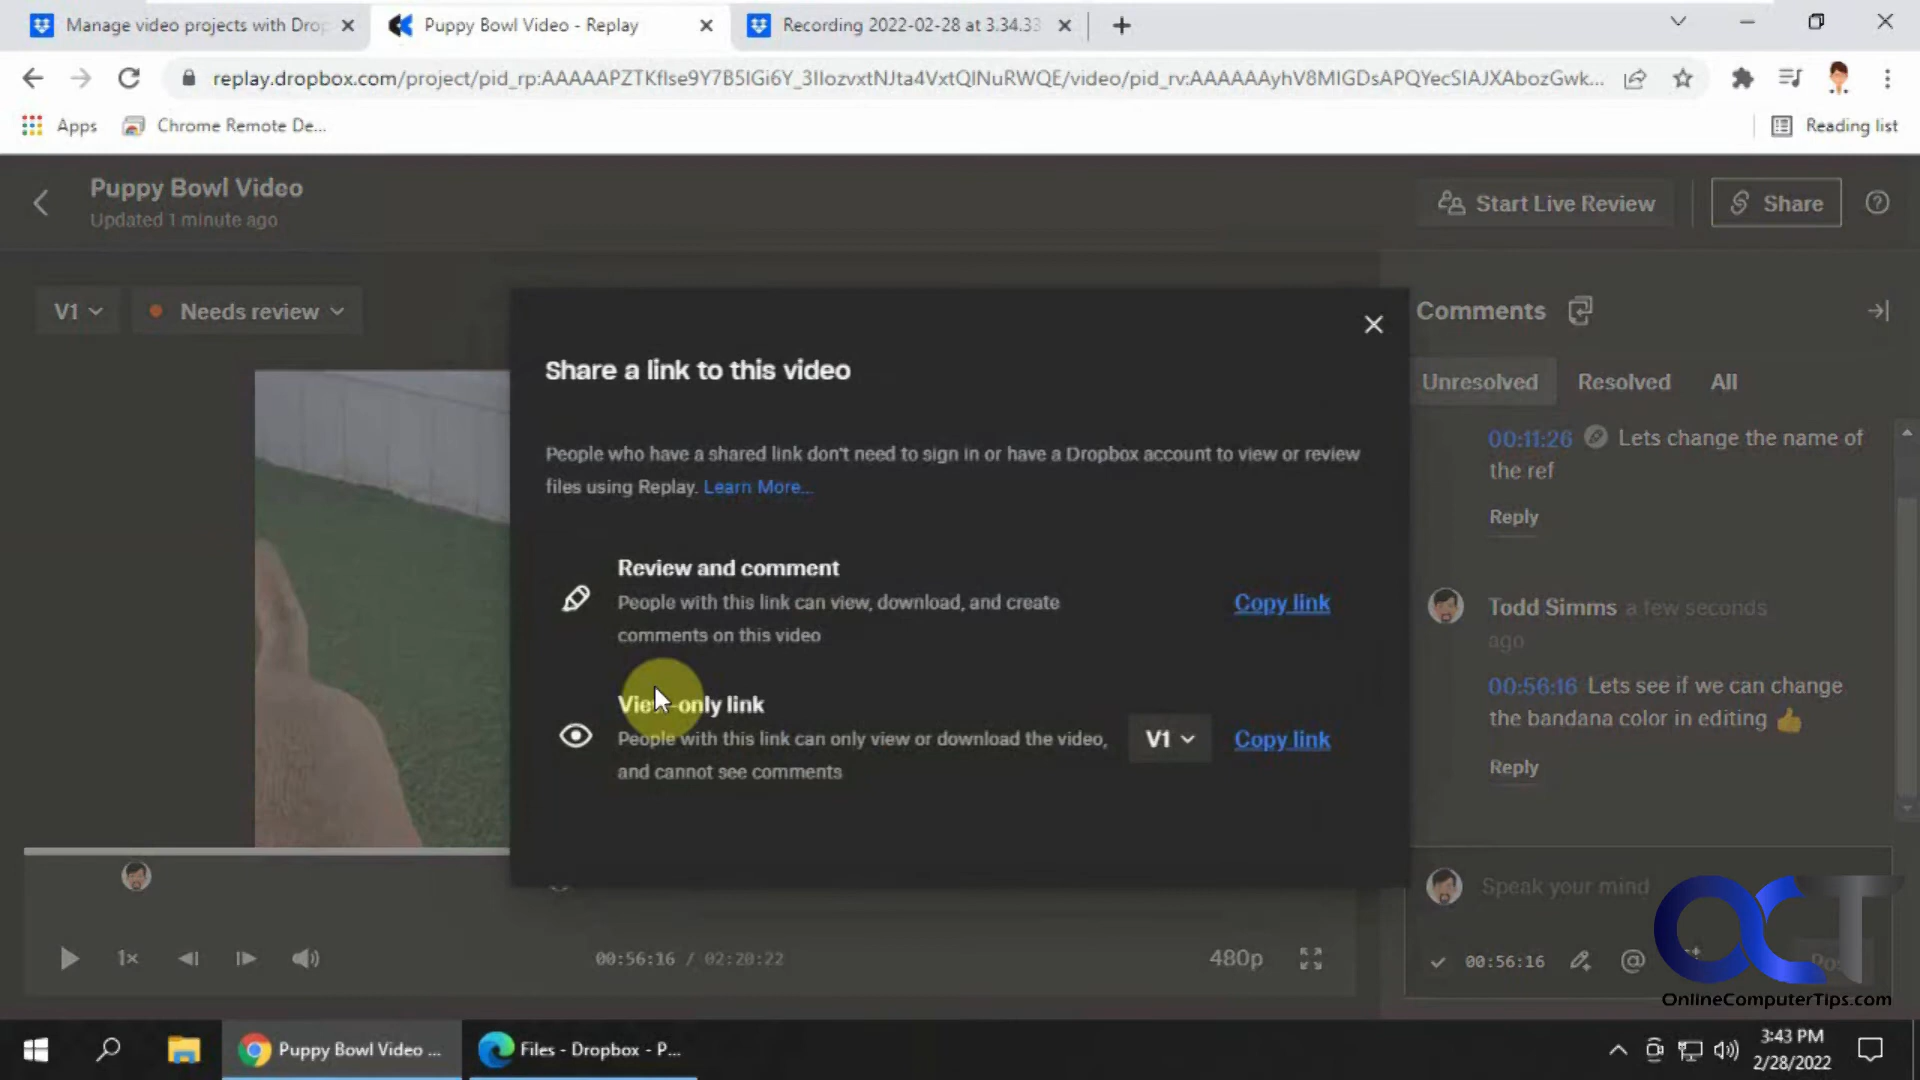 Manage video projects with Drop
Puppy Bowl Video - Replay
Recording 2022-02-28 at 3.34.33
replay.dropbox.com/project/pid_rp:AAAAAPZTKfIse9Y7B5IGi6Y_3IIozvxtNJta4VxtQINuRWQE/video/pid_rv:AAAAAAyhV8MIGDsAPQYecSIAJXAbozGwk...
Apps
Chrome Remote De...
Reading list
Puppy Bowl Video
Updated 1 minute ago
Start Live Review
Share
V1
Needs review
Comments
Unresolved
Resolved
All
Share a link to this video
People who have a shared link don't need to sign in or have a Dropbox account to view or review
files using Replay. Learn More...
Review and comment
People with this link can view, download, and create
comments on this video
Copy link
View-only link
People with this link can only view or download the video,
and cannot see comments
V1
Copy link
00:11:26 Lets change the name of
the ref
Reply
Todd Simms a few seconds
ago
00:56:16 Lets see if we can change
the bandana color in editing 👍
Reply
Speak your mind
00:56:16
@
OCT
OnlineComputerTips.com
1x
00:56:16 / 02:20:22
480p
Puppy Bowl Video ...
Files - Dropbox - P...
3:43 PM
2/28/2022